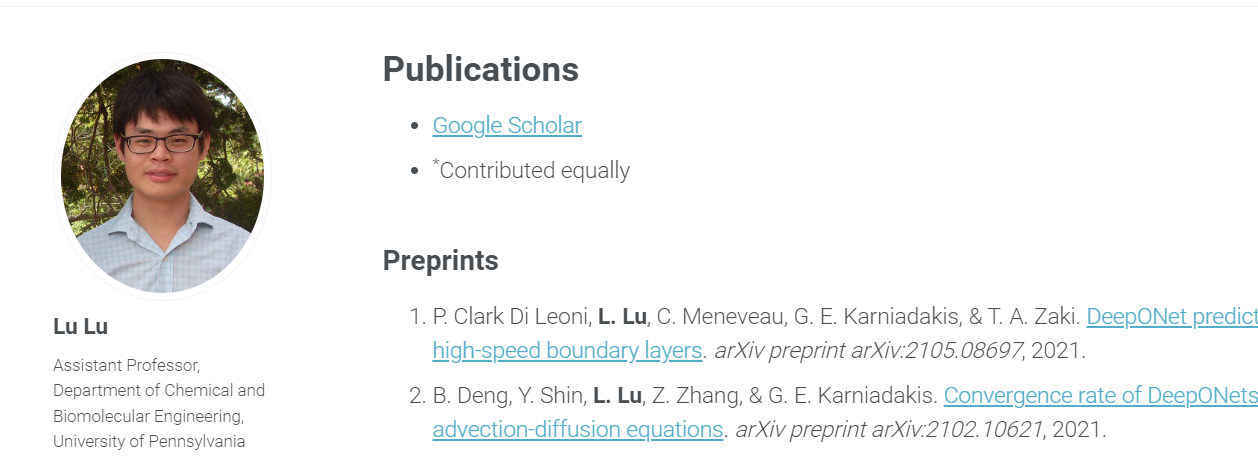 Publications
Google Scholar
*Contributed equally
Preprints
1. P. Clark Di Leoni, L. Lu, C. Meneveau, G. E. Karniadakis, & T. A. Zaki. DeepONet predict
high-speed boundary layers. arXiv preprint arXiv:2105.08697, 2021.
2. B. Deng, Y. Shin, L. Lu, Z. Zhang, & G. E. Karniadakis. Convergence rate of DeepONets
advection-diffusion equations. arXiv preprint arXiv:2102.10621, 2021.
Lu Lu
Assistant Professor,
Department of Chemical and
Biomolecular Engineering,
University of Pennsylvania